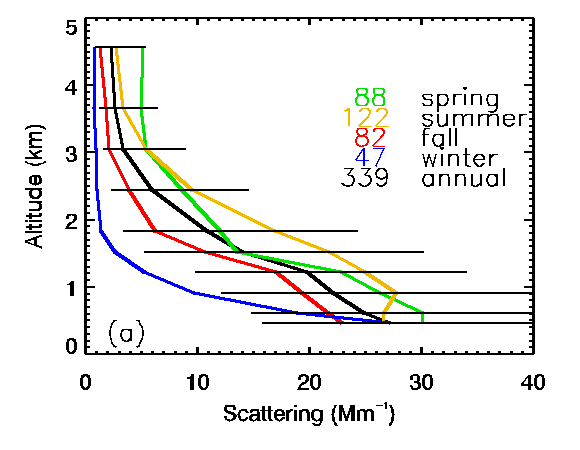 5
4
3
2
1
0
Altitude (km)
88 spring
122 summer
82 fall
47 winter
339 annual
(a)
0 10 20 30 40
Scattering (Mm⁻¹)